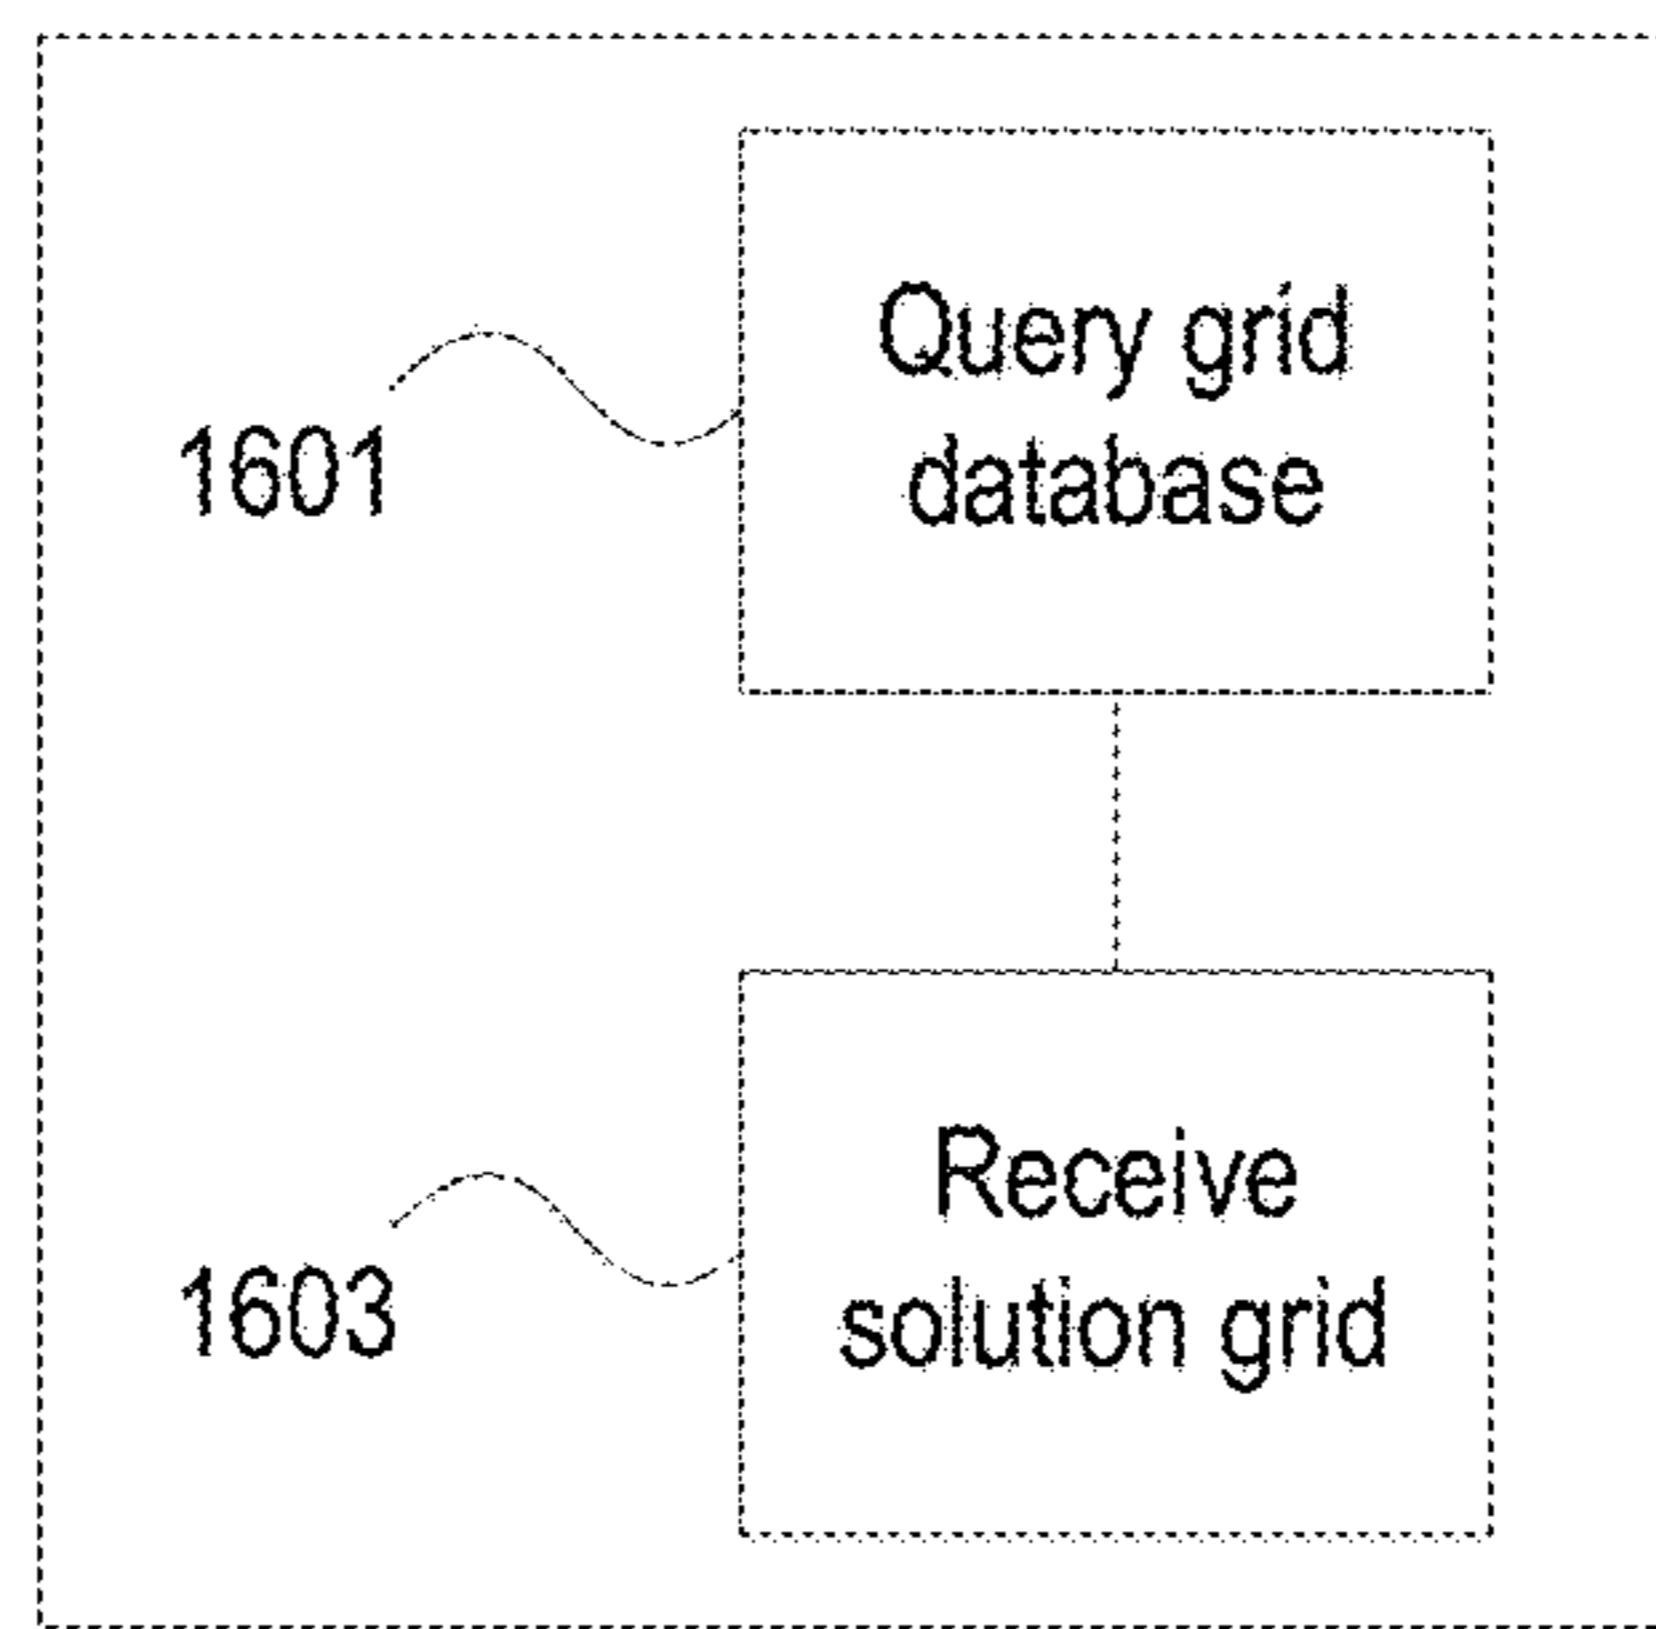 Query grid
database
1601
Receive
solution grid
1603